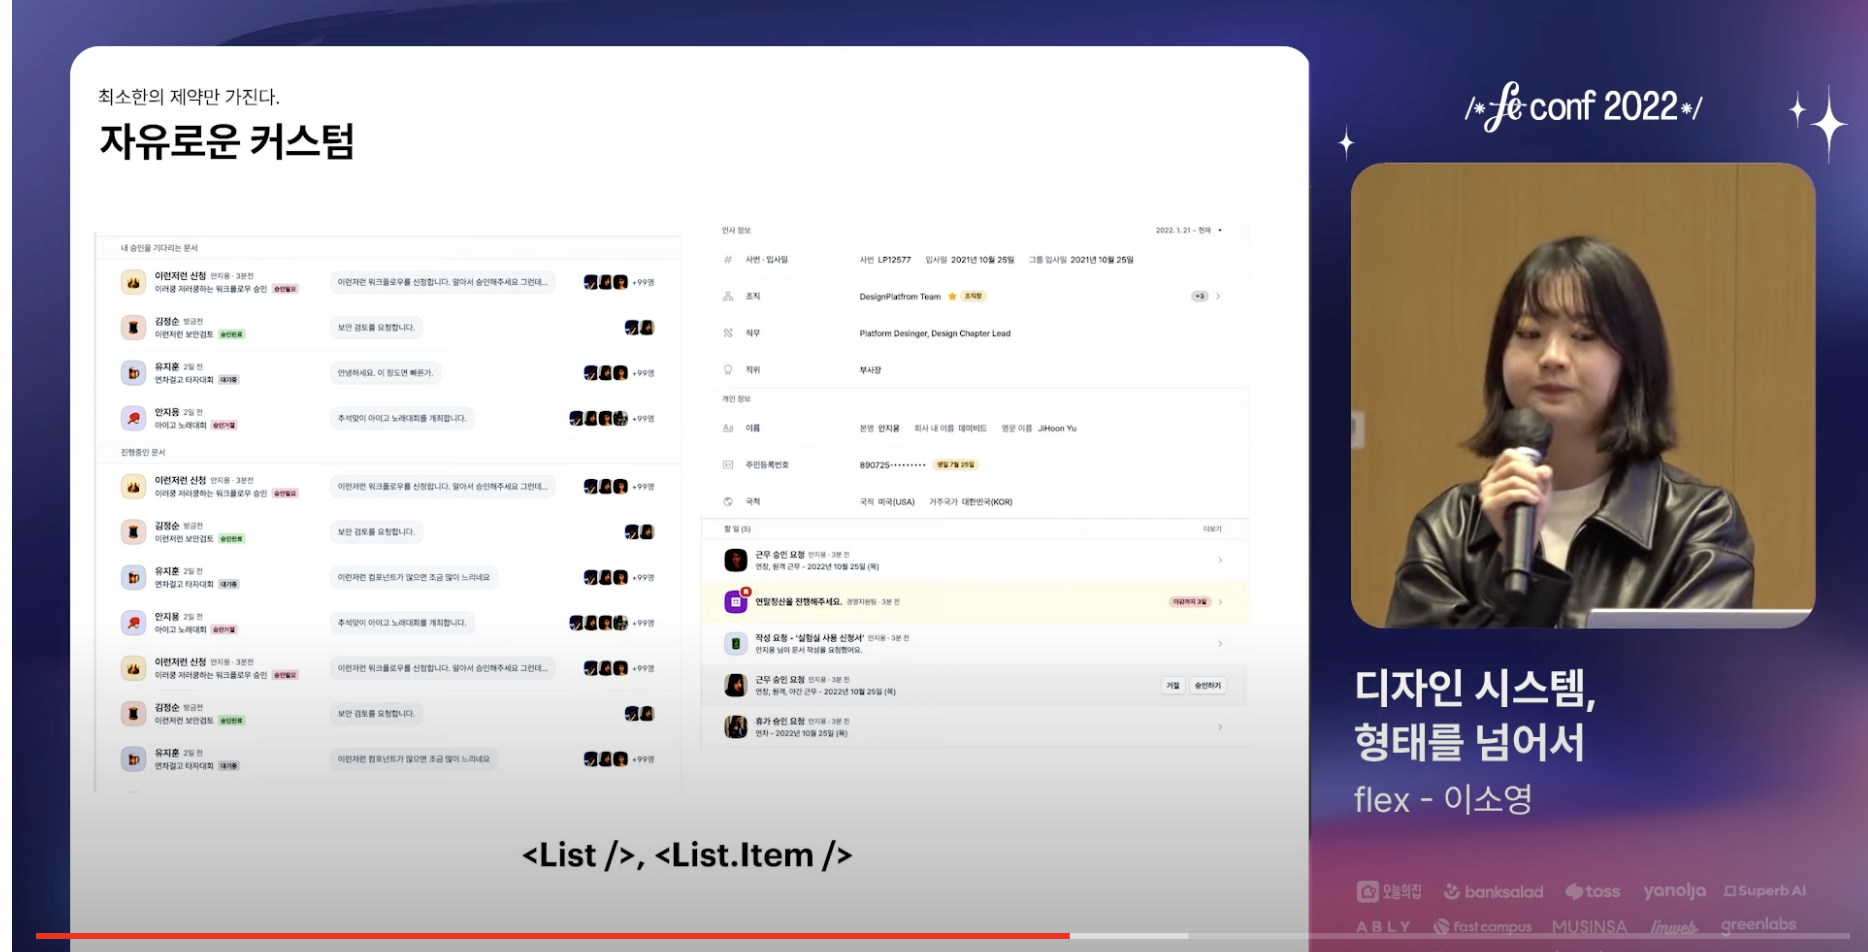 최소한의 제약만 가진다.
자유로운 커스텀
내 승인을 기다리는 문서
이런저런 신청 안지용 · 3분전
이러쿵 저러쿵하는 워크플로우 승인 승인필요
이런저런 워크플로우를 신청합니다. 알아서 승인해주세요 그런데...
+99명
김정순 방금전
이런저런 보안검토 승인완료
보안 검토를 요청합니다.
유지훈 2일 전
연차걸고 타자대회 대기중
안녕하세요. 이 정도면 빠른가.
+99명
안지용 2일 전
아이고 노래대회 승인거절
추석맞이 아이고 노래대회를 개최합니다.
+99명
진행중인 문서
이런저런 신청 안지용 · 3분전
이러쿵 저러쿵하는 워크플로우 승인 승인필요
이런저런 워크플로우를 신청합니다. 알아서 승인해주세요 그런데...
+99명
김정순 방금전
이런저런 보안검토 승인완료
보안 검토를 요청합니다.
유지훈 2일 전
연차걸고 타자대회 대기중
이런저런 컴포넌트가 많으면 조금 많이 느리네요
+99명
안지용 2일 전
아이고 노래대회 승인거절
추석맞이 아이고 노래대회를 개최합니다.
+99명
이런저런 신청 안지용 · 3분전
이러쿵 저러쿵하는 워크플로우 승인 승인필요
이런저런 워크플로우를 신청합니다. 알아서 승인해주세요 그런데...
+99명
김정순 방금전
이런저런 보안검토 승인완료
보안 검토를 요청합니다.
유지훈 2일 전
연차걸고 타자대회 대기중
이런저런 컴포넌트가 많으면 조금 많이 느리네요
+99명
인사 정보 2022. 1. 21 – 현재
# 사번 · 입사일 사번 LP12577 입사일 2021년 10월 25일 그룹 입사일 2021년 10월 25일
조직 DesignPlatfrom Team 조직장 +3
직무 Platform Desinger, Design Chapter Lead
직위 부사장
개인 정보
Aa 이름 본명 안지용 회사 내 이름 데이비드 영문 이름 JiHoon Yu
주민등록번호 890725-•••••••• 생일 7월 25일
국적 국적 미국(USA) 거주국가 대한민국(KOR)
할 일 (5) 더보기
근무 승인 요청 안지용 · 3분 전
연장, 원격 근무 - 2022년 10월 25일 (목)
연말정산을 진행해주세요. 경영지원팀 · 3분 전 마감까지 3일
작성 요청 - '실험실 사용 신청서' 안지용 · 3분 전
안지용 님이 문서 작성을 요청했어요.
근무 승인 요청 안지용 · 3분 전
연장, 원격, 야간 근무 - 2022년 10월 25일 (목)
거절 승인하기
휴가 승인 요청 안지용 · 3분 전
연차 - 2022년 10월 25일 (목)
<List />, <List.Item />
/* fe conf 2022 */
디자인 시스템,
형태를 넘어서
flex - 이소영
오늘의집 banksalad toss yanolja Superb AI
ABLY Fast campus MUSINSA imweb greenlabs